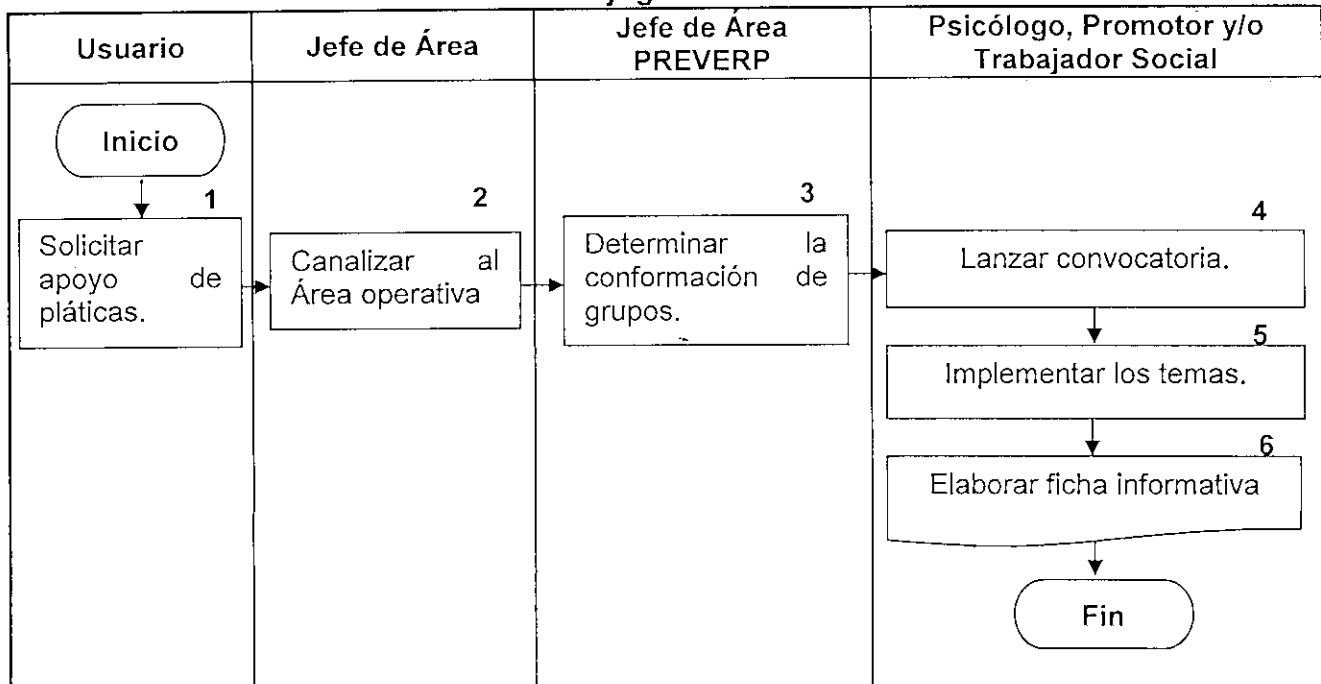 Usuario
Jefe de Área
Jefe de Área
PREVERP
Psicólogo, Promotor y/o
Trabajador Social
Inicio
1
Solicitar
apoyo de
pláticas.
2
Canalizar al
Área operativa
3
Determinar la
conformación de
grupos.
4
Lanzar convocatoria.
5
Implementar los temas.
6
Elaborar ficha informativa
Fin